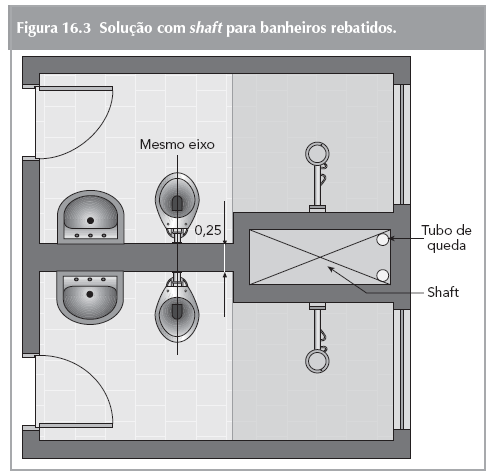 Figura 16.3 Solução com shaft para banheiros rebatidos.
Mesmo eixo
0,25
Tubo de
queda
Shaft